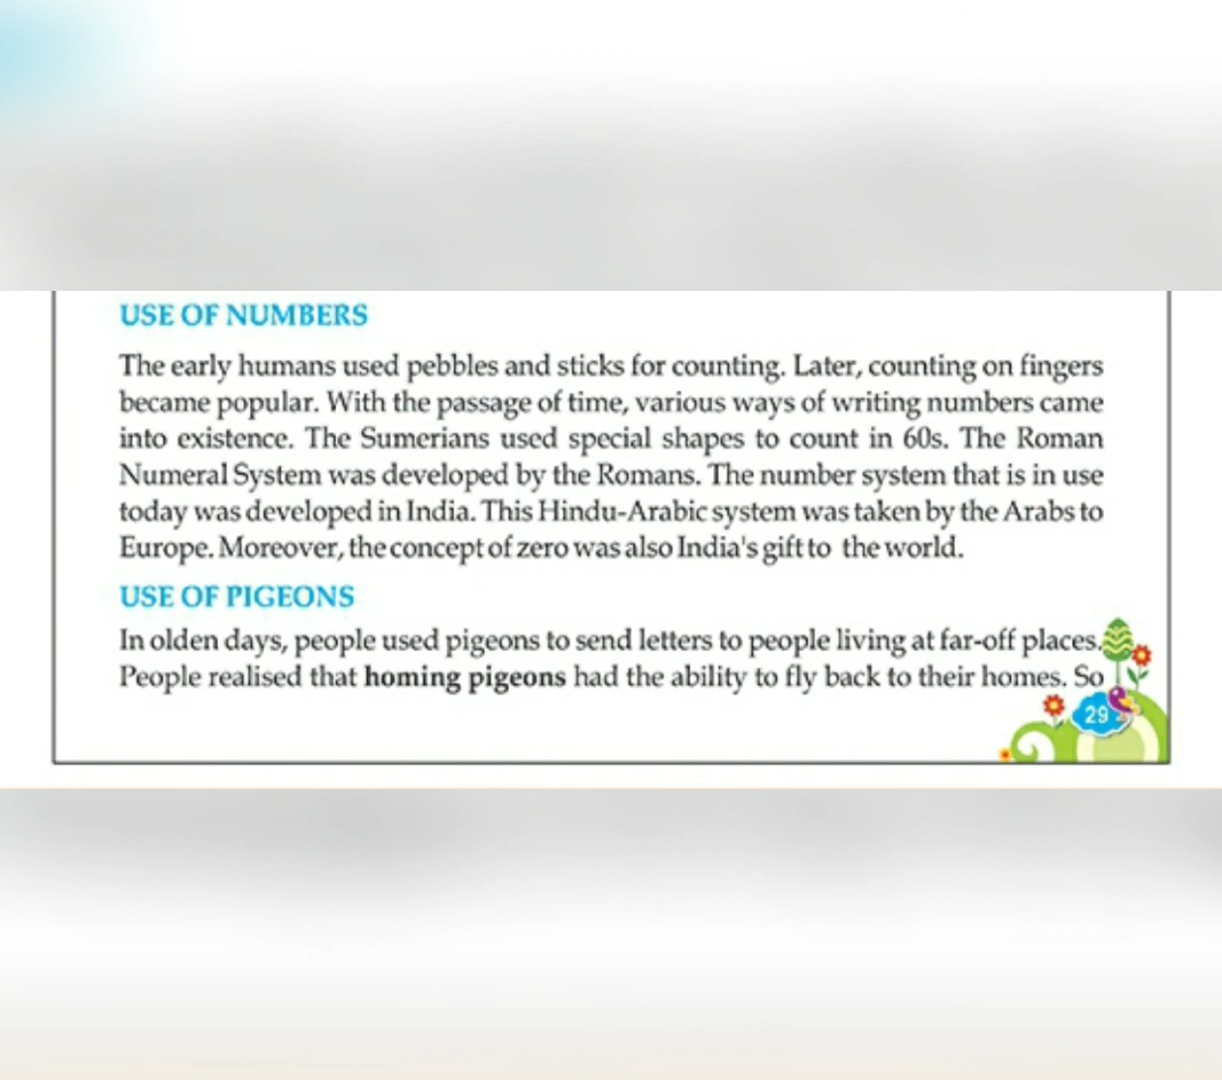 USE OF NUMBERS
The early humans used pebbles and sticks for counting. Later, counting on fingers
became popular. With the passage of time, various ways of writing numbers came
into existence. The Sumerians used special shapes to count in 60s. The Roman
Numeral System was developed by the Romans. The number system that is in use
today was developed in India. This Hindu-Arabic system was taken by the Arabs to
Europe. Moreover, the concept of zero was also India's gift to the world.
USE OF PIGEONS
In olden days, people used pigeons to send letters to people living at far-off places.
People realised that homing pigeons had the ability to fly back to their homes. So
29